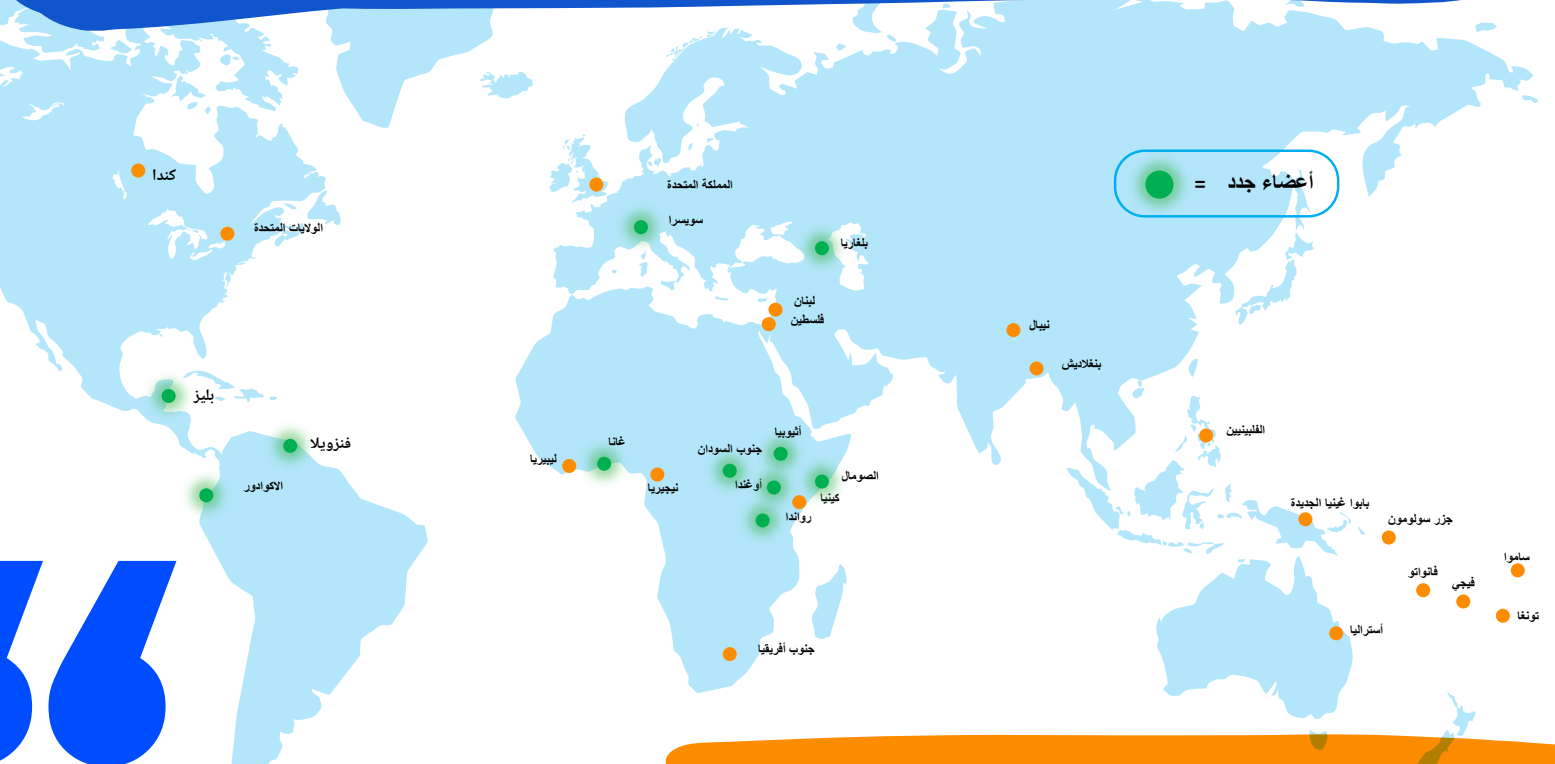 كندا
الولايات المتحدة
المملكة المتحدة
سويسرا
بلغاريا
أعضاء جدد =
لبنان
فلسطين
نيبال
بنغلاديش
بليز
فنزويلا
الاكوادور
غانا
ليبيريا
نيجيريا
أثيوبيا
جنوب السودان
أوغندا
الصومال
كينيا
رواندا
جنوب أفريقيا
الفلبينيين
بابوا غينيا الجديدة
جزر سولومون
ساموا
فانواتو
فيجي
تونغا
أستراليا
“